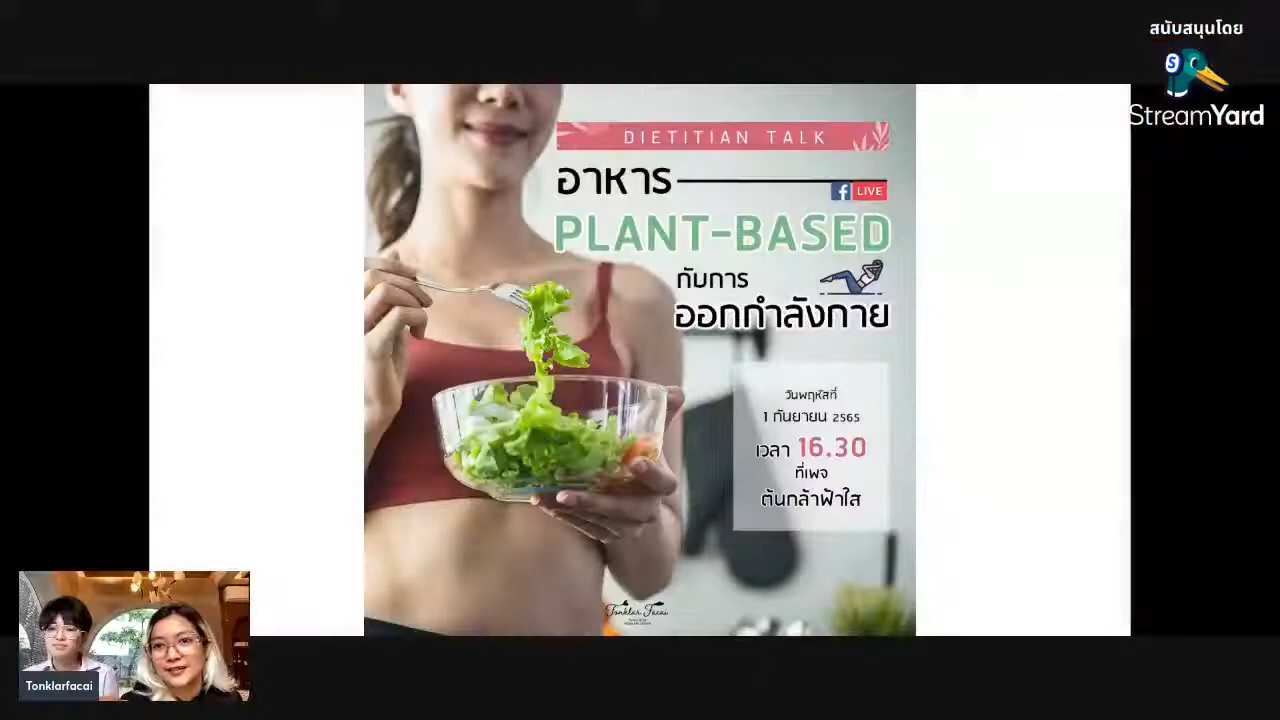 สนับสนุนโดย
StreamYard
DIETITIAN TALK
อาหาร
LIVE
PLANT-BASED
กับการ
ออกกำลังกาย
วันพฤหัสที่
1 กันยายน 2565
เวลา 16.30
ที่เพจ
ต้นกล้าฟ้าใส
Tonklar Facai
Tonklarfacai